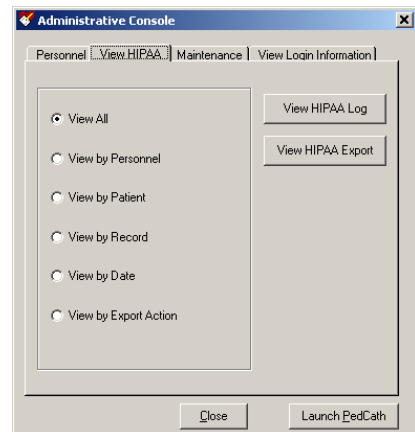 Administrative Console
Personnel View HIPAA Maintenance View Login Information
View All
View by Personnel
View by Patient
View by Record
View by Date
View by Export Action
View HIPAA Log
View HIPAA Export
Close Launch PedCath